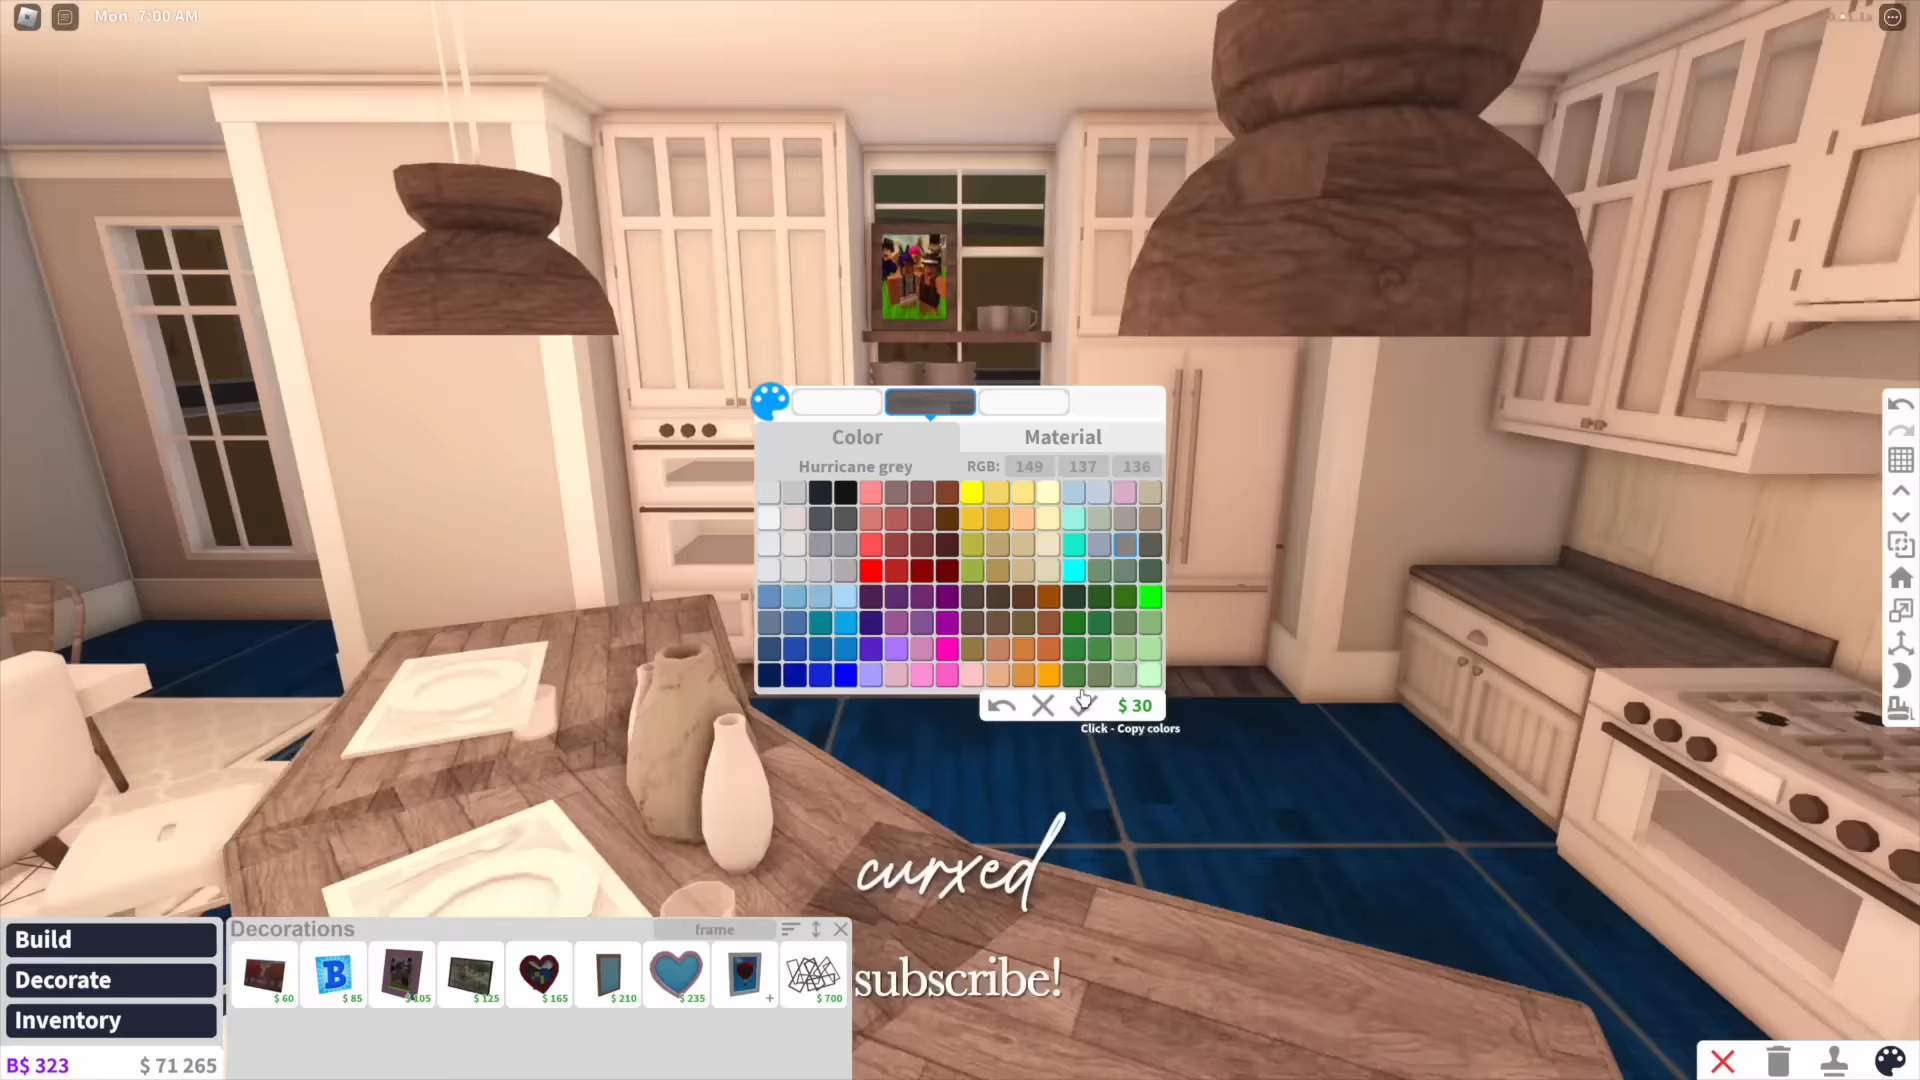 Mon. 7:00 AM
Color
Material
Hurricane grey
RGB: 149 137 136
$ 30
Click - Copy colors
curxed
subscribe!
Build
Decorate
Inventory
B$ 323
$ 71 265
Decorations
frame
B
$ 60
$ 85
$ 105
$ 125
$ 165
$ 210
$ 235
+
$ 700